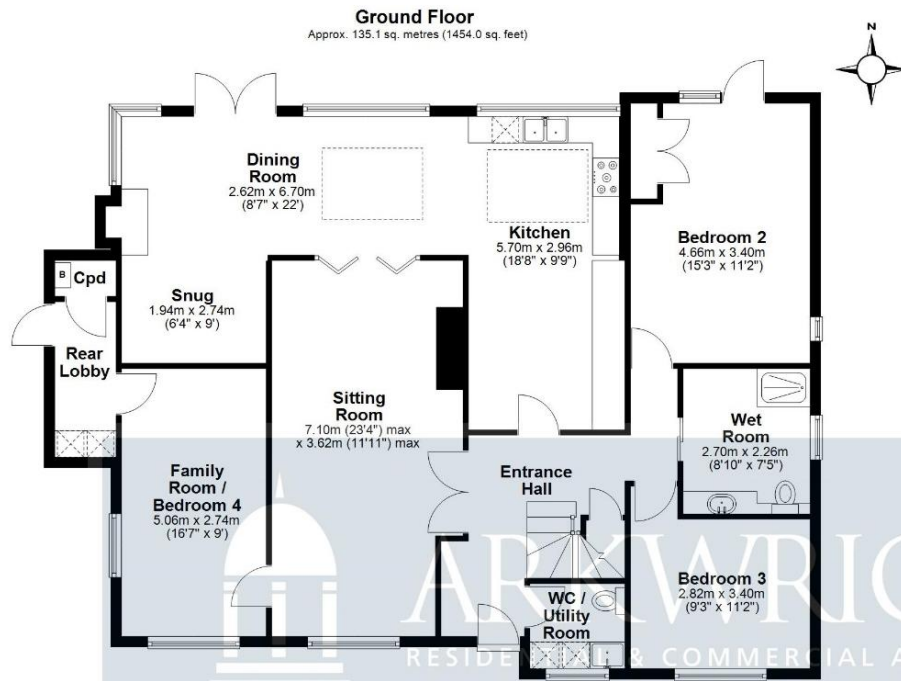 Ground Floor
Approx. 135.1 sq. metres (1454.0 sq. feet)
N
Dining
Room
2.62m x 6.70m
(8'7" x 22')
Kitchen
5.70m x 2.96m
(18'8" x 9'9")
Bedroom 2
4.66m x 3.40m
(15'3" x 11'2")
B
Cpd
Snug
1.94m x 2.74m
(6'4" x 9')
Rear
Lobby
Sitting
Room
7.10m (23'4") max
x 3.62m (11'11") max
Wet
Room
2.70m x 2.26m
(8'10" x 7'5")
Family
Room /
Bedroom 4
5.06m x 2.74m
(16'7" x 9')
Entrance
Hall
Bedroom 3
2.82m x 3.40m
(9'3" x 11'2")
WC /
Utility
Room
ARKWRIG
RESIDENTIAL & COMMERCIAL A